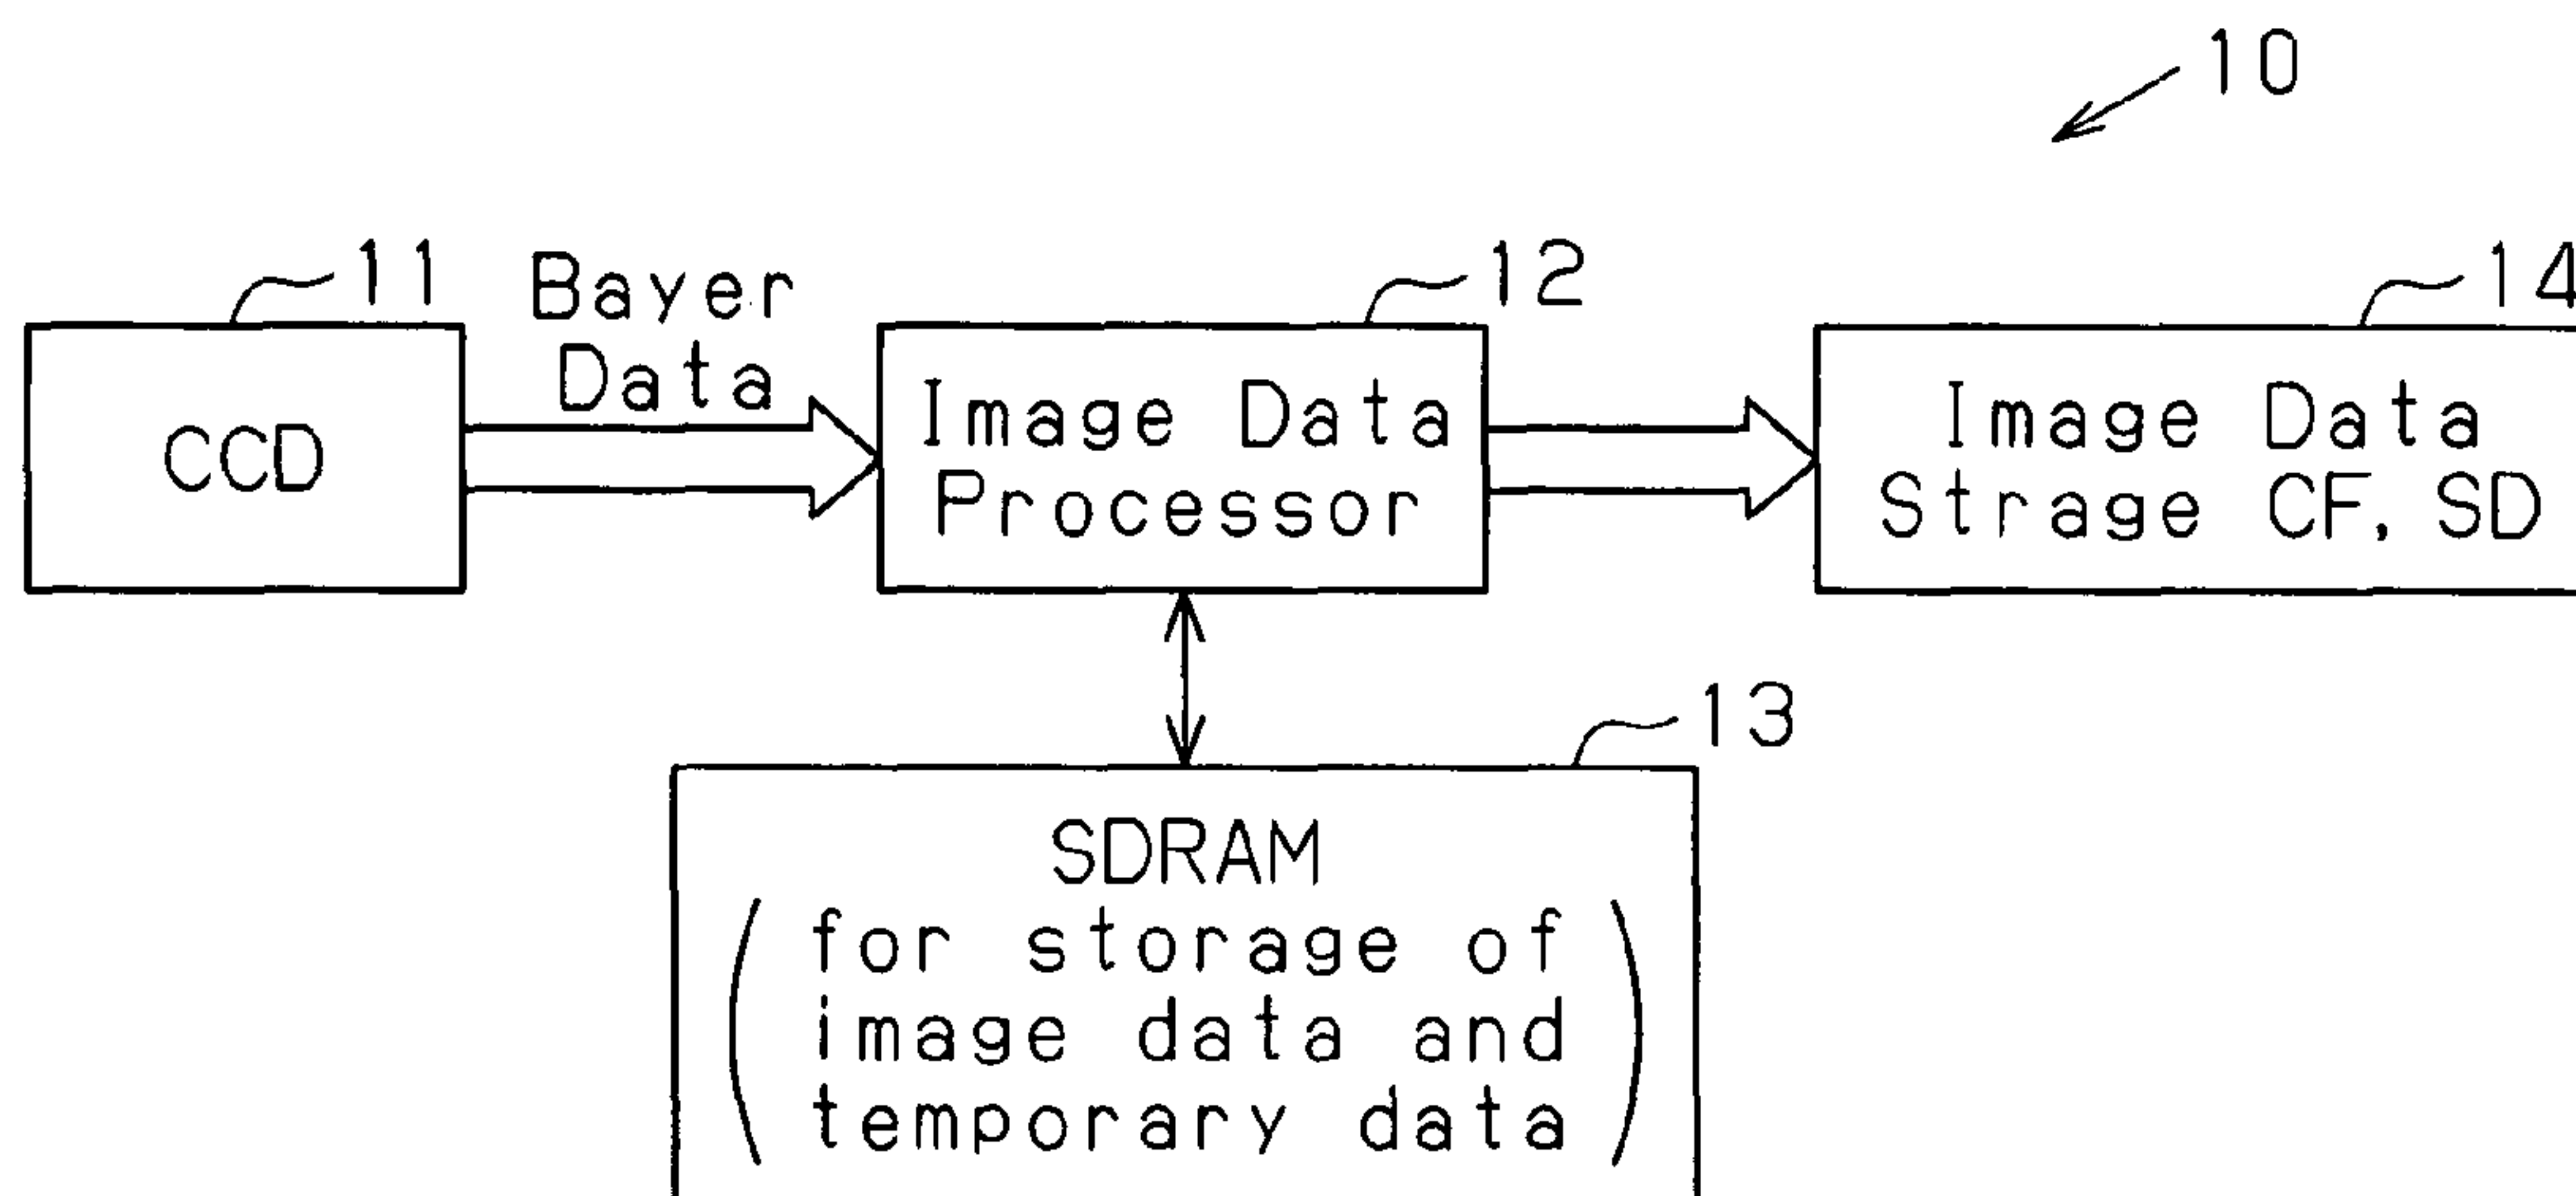 10
11
Bayer
Data
12
14
CCD
Image Data
Processor
Image Data
Strage CF, SD
13
SDRAM
( for storage of
image data and
temporary data )